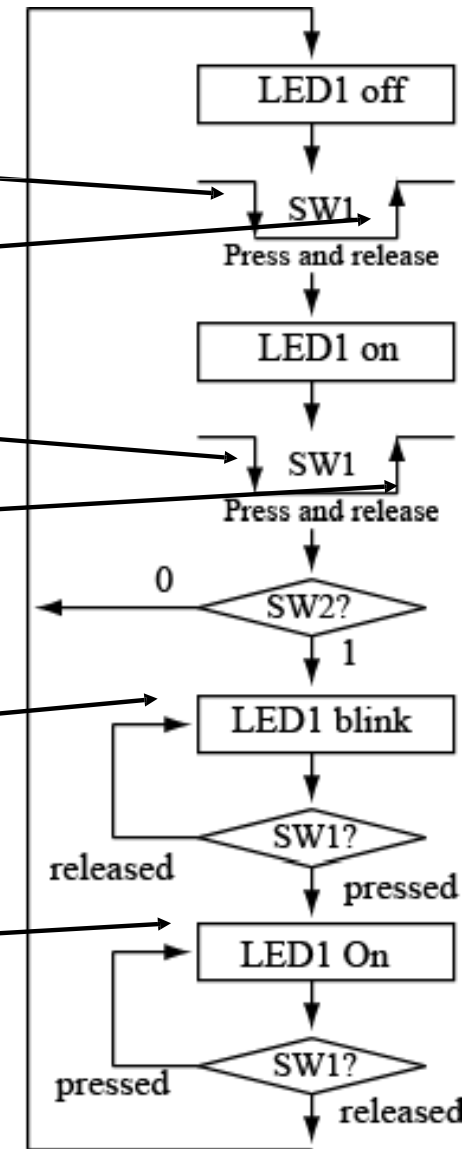 LED1 off
SW1
Press and release
LED1 on
SW1
Press and release
0
SW2?
1
LED1 blink
SW1?
released
pressed
LED1 On
SW1?
pressed
released